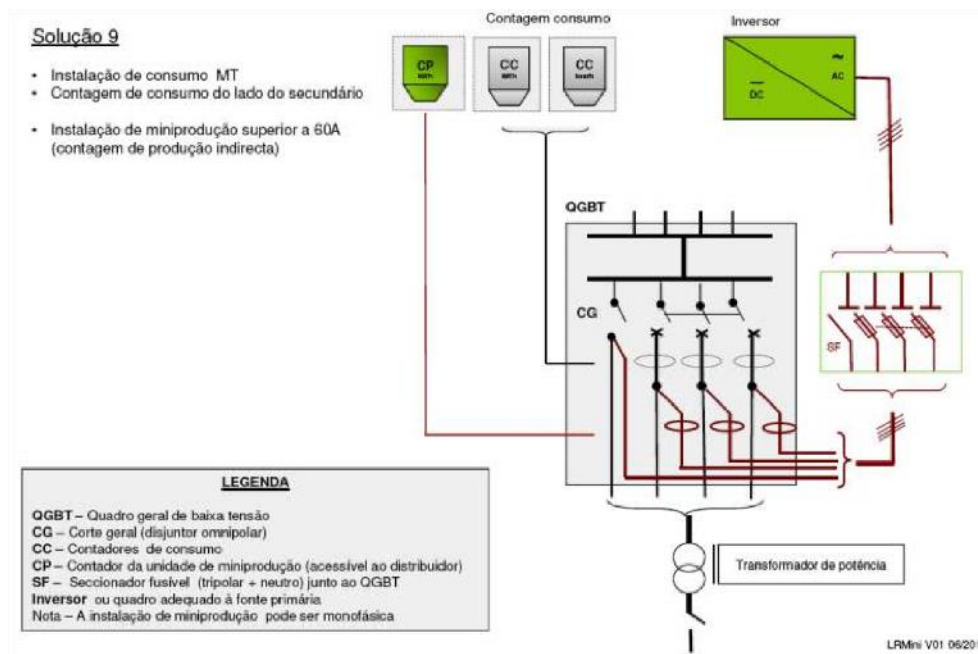 Solução 9
• Instalação de consumo MT
• Contagem de consumo do lado do secundário
• Instalação de miniprodução superior a 60A
(contagem de produção indirecta)
Contagem consumo
CP
CC
CC
Inversor
~
AC
DC
QGBT
CG
SF
Transformador de potência
LEGENDA
QGBT – Quadro geral de baixa tensão
CG – Corte geral (disjuntor omnipolar)
CC – Contadores de consumo
CP – Contador da unidade de miniprodução (acessível ao distribuidor)
SF – Seccionador fusível (tripolar + neutro) junto ao QGBT
Inversor ou quadro adequado à fonte primária
Nota – A instalação de miniprodução pode ser monofásica
LRMini V01 06/201